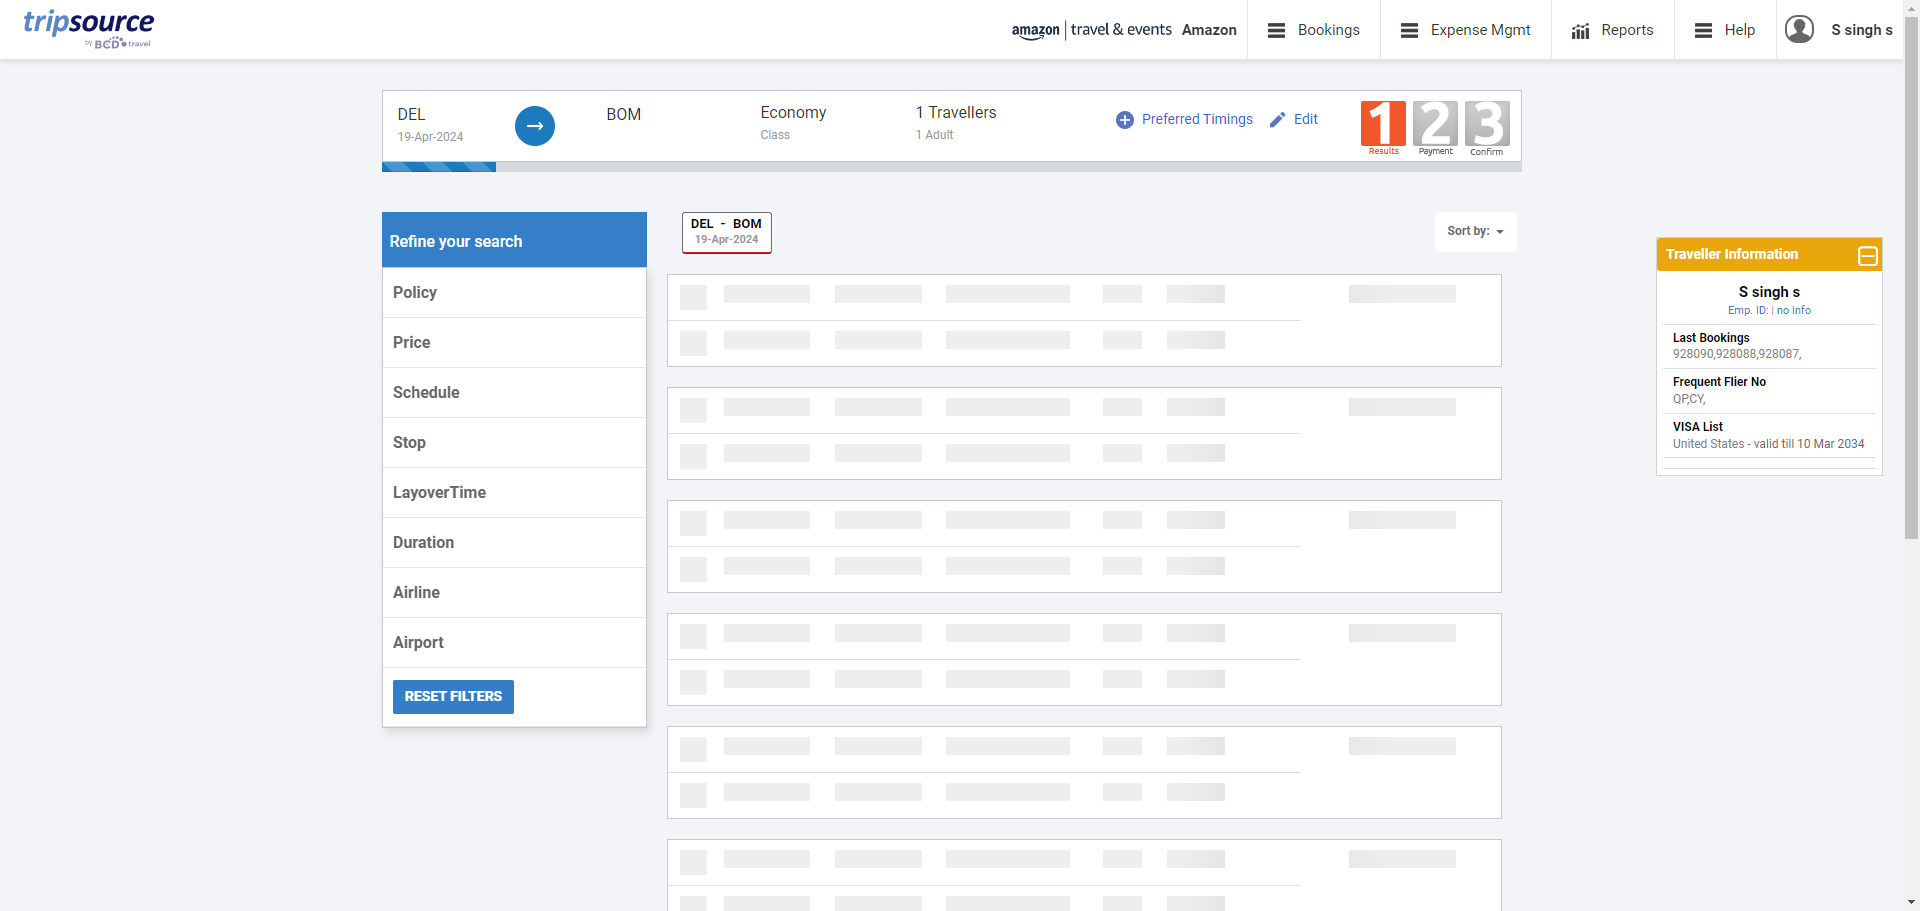 tripsource
by BCD travel
amazon travel & events Amazon
Bookings
Expense Mgmt
Reports
Help
S singh s
DEL
19-Apr-2024
BOM
Economy
Class
1 Travellers
1 Adult
Preferred Timings
Edit
1
Results
2
Payment
3
Confirm
Refine your search
Policy
Price
Schedule
Stop
LayoverTime
Duration
Airline
Airport
RESET FILTERS
DEL - BOM
19-Apr-2024
Sort by:
Traveller Information
S singh s
Emp. ID: | no Info
Last Bookings
928090,928088,928087,
Frequent Flier No
QP,CY,
VISA List
United States - valid till 10 Mar 2034